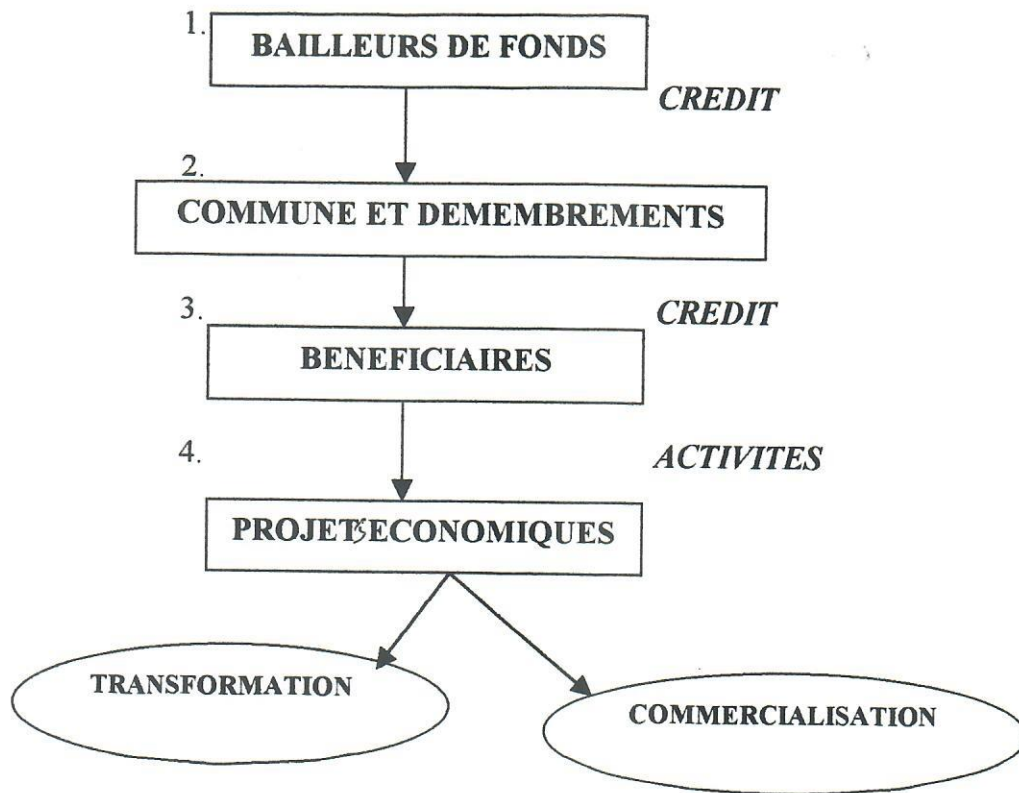 1.
BAILLEURS DE FONDS
CREDIT
2.
COMMUNE ET DEMEMBREMENTS
3.
CREDIT
BENEFICIAIRES
4.
ACTIVITES
PROJETS ECONOMIQUES
TRANSFORMATION
COMMERCIALISATION